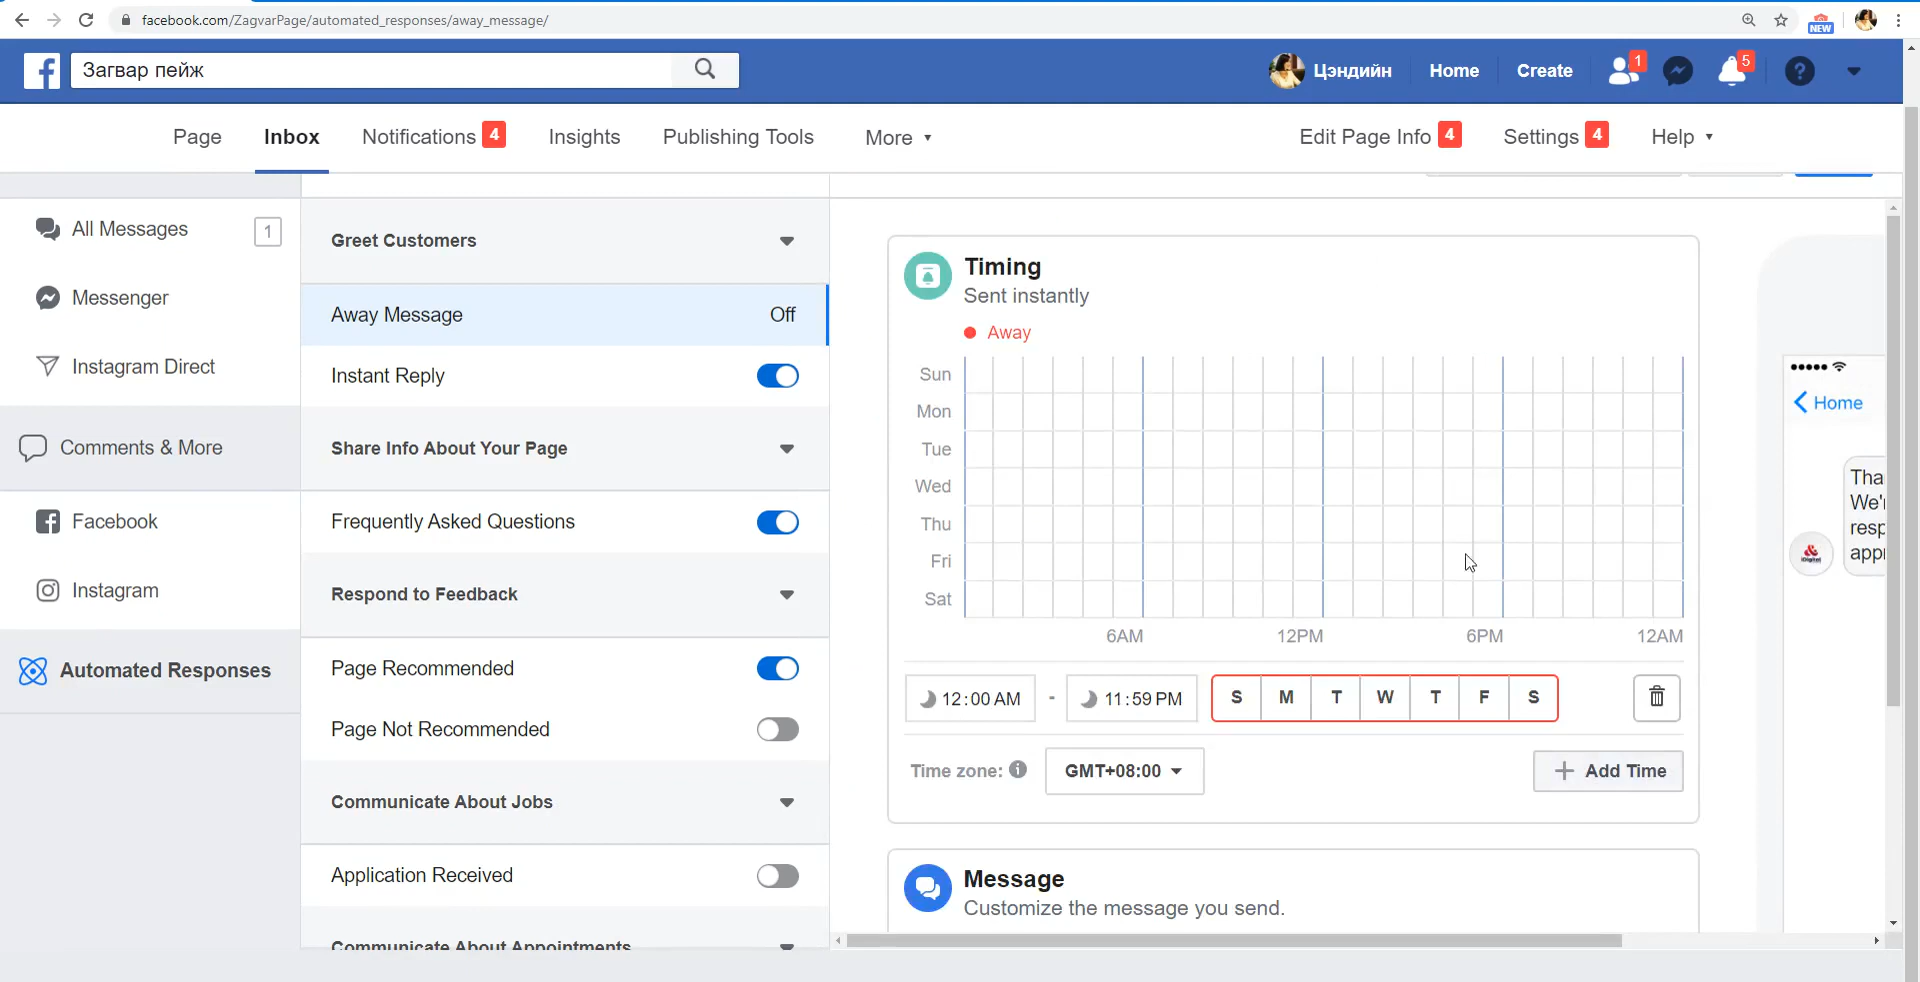 facebook.com/ZagvarPage/automated_responses/away_message/
NEW
Загвар пейж
Цэндийн
Home
Create
1
5
Page
Inbox
Notifications 4
Insights
Publishing Tools
More
Edit Page Info 4
Settings 4
Help
All Messages 1
Messenger
Instagram Direct
Comments & More
Facebook
Instagram
Automated Responses
Greet Customers
Away Message Off
Instant Reply
Share Info About Your Page
Frequently Asked Questions
Respond to Feedback
Page Recommended
Page Not Recommended
Communicate About Jobs
Application Received
Communicate About Appointments
Timing
Sent instantly
Away
Sun
Mon
Tue
Wed
Thu
Fri
Sat
6AM 12PM 6PM 12AM
12:00 AM - 11:59 PM S M T W T F S
Time zone: GMT+08:00 Add Time
Message
Customize the message you send.
Home
Tha
We'r
resp
appr